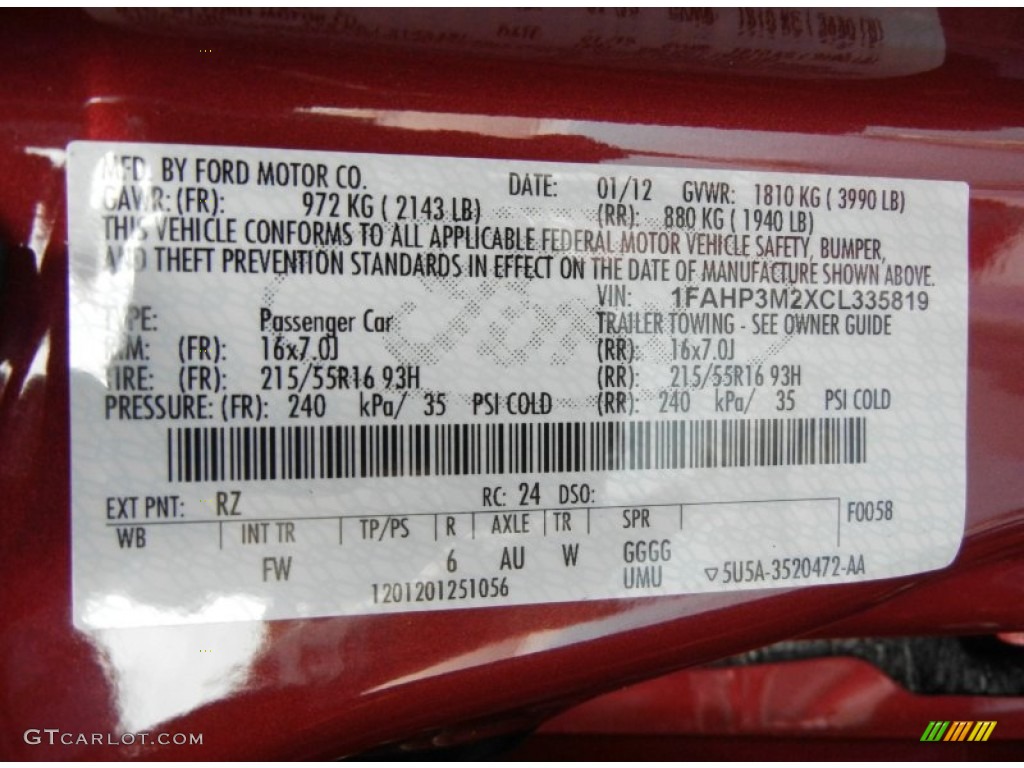 MFD. BY FORD MOTOR CO. DATE: 01/12 GVWR: 1810 KG ( 3990 LB)
GAWR: (FR): 972 KG ( 2143 LB) (RR): 880 KG ( 1940 LB)
THIS VEHICLE CONFORMS TO ALL APPLICABLE FEDERAL MOTOR VEHICLE SAFETY, BUMPER,
AND THEFT PREVENTION STANDARDS IN EFFECT ON THE DATE OF MANUFACTURE SHOWN ABOVE.
VIN: 1FAHP3M2XCL335819
TYPE: Passenger Car TRAILER TOWING - SEE OWNER GUIDE
RIM: (FR): 16x7.0J (RR): 16x7.0J
TIRE: (FR): 215/55R16 93H (RR): 215/55R16 93H
PRESSURE: (FR): 240 kPa/ 35 PSI COLD (RR): 240 kPa/ 35 PSI COLD
EXT PNT: RZ RC: 24 DSO: F0058
WB INT TR TP/PS R AXLE TR SPR
FW 6 AU W GGGG
UMU
1201201251056 ▽5U5A-3520472-AA
GTCARLOT.COM